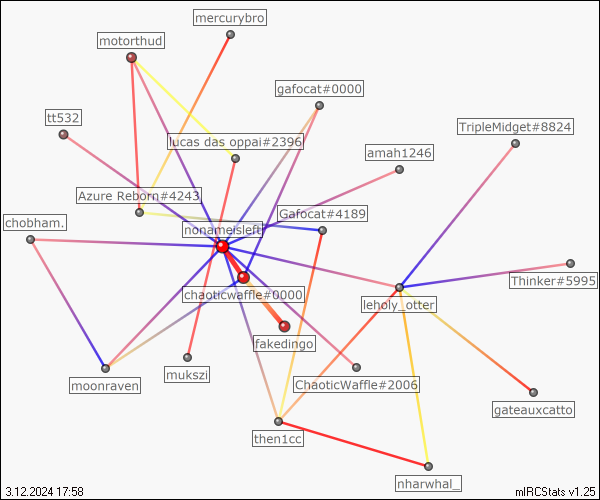 mercurybro
motorthud
gafocat#0000
tt532
TripleMidget#8824
lucas das oppai#2396
amah1246
Azure Reborn#4243
Gafocat#4189
chobham.
nonameisleft
Thinker#5995
chaoticwaffle#0000
leholy_otter
fakedingo
mukszi
ChaoticWaffle#2006
moonraven
gateauxcatto
then1cc
nharwhal_
3.12.2024 17:58
mIRCStats v1.25